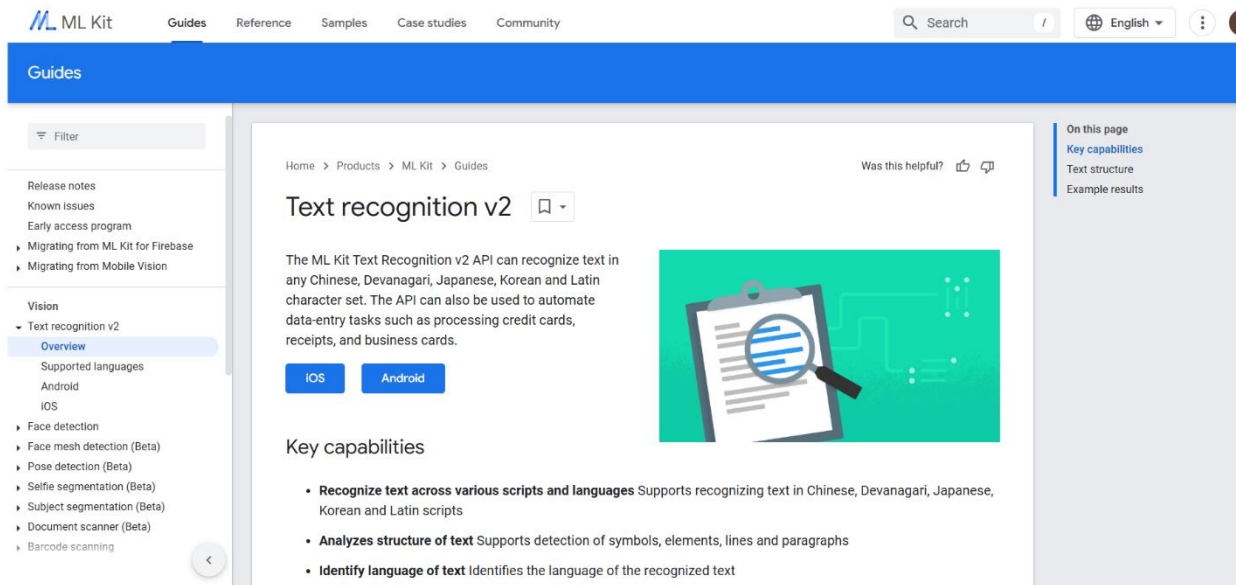 ML Kit
Guides
Reference
Samples
Case studies
Community
Search
/
English
Guides
Filter
Release notes
Known issues
Early access program
Migrating from ML Kit for Firebase
Migrating from Mobile Vision
Vision
Text recognition v2
Overview
Supported languages
Android
iOS
Face detection
Face mesh detection (Beta)
Pose detection (Beta)
Selfie segmentation (Beta)
Subject segmentation (Beta)
Document scanner (Beta)
Barcode scanning
Home > Products > ML Kit > Guides
Was this helpful?
Text recognition v2
The ML Kit Text Recognition v2 API can recognize text in
any Chinese, Devanagari, Japanese, Korean and Latin
character set. The API can also be used to automate
data-entry tasks such as processing credit cards,
receipts, and business cards.
iOS
Android
Key capabilities
• Recognize text across various scripts and languages Supports recognizing text in Chinese, Devanagari, Japanese,
Korean and Latin scripts
• Analyzes structure of text Supports detection of symbols, elements, lines and paragraphs
• Identify language of text Identifies the language of the recognized text
On this page
Key capabilities
Text structure
Example results